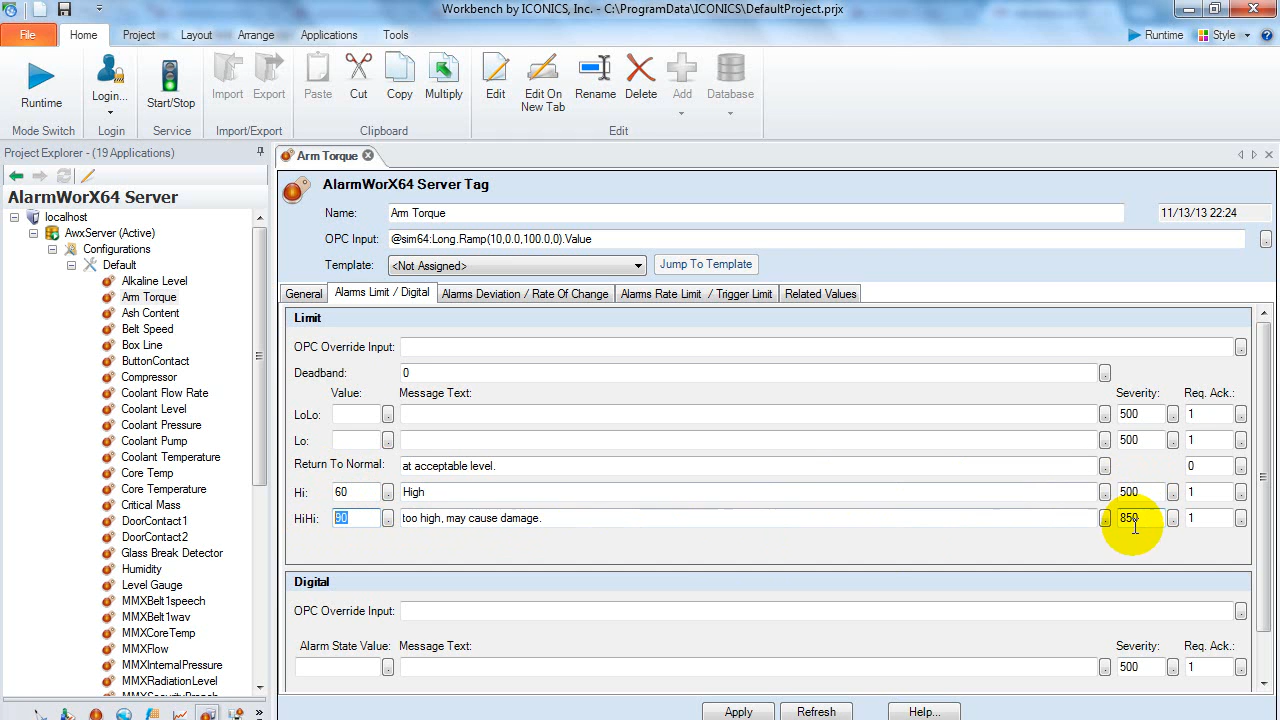 Workbench by ICONICS, Inc. - C:\ProgramData\ICONICS\DefaultProject.prjx
File Home Project Layout Arrange Applications Tools Runtime Style
Runtime Login... Start/Stop Import Export Paste Cut Copy Multiply Edit Edit On New Tab Rename Delete Add Database
Mode Switch Login Service Import/Export Clipboard Edit
Project Explorer - (19 Applications)
AlarmWorX64 Server
localhost
AwxServer (Active)
Configurations
Default
Alkaline Level
Arm Torque
Ash Content
Belt Speed
Box Line
ButtonContact
Compressor
Coolant Flow Rate
Coolant Level
Coolant Pressure
Coolant Pump
Coolant Temperature
Core Temp
Core Temperature
Critical Mass
DoorContact1
DoorContact2
Glass Break Detector
Humidity
Level Gauge
MMXBelt1speech
MMXBelt1wav
MMXCoreTemp
MMXFlow
MMXInternalPressure
MMXRadiationLevel
MMXSecurityBreach
Arm Torque
AlarmWorX64 Server Tag
Name: Arm Torque 11/13/13 22:24
OPC Input: @sim64:Long.Ramp(10,0.0,100.0,0).Value
Template: <Not Assigned> Jump To Template
General Alarms Limit / Digital Alarms Deviation / Rate Of Change Alarms Rate Limit / Trigger Limit Related Values
Limit
OPC Override Input:
Deadband: 0
Value: Message Text: Severity: Req. Ack.:
LoLo: 500 1
Lo: 500 1
Return To Normal: at acceptable level. 0
Hi: 60 High 500 1
HiHi: 90 too high, may cause damage. 850 1
Digital
OPC Override Input:
Alarm State Value: Message Text: Severity: Req. Ack.:
500 1
Apply Refresh Help...